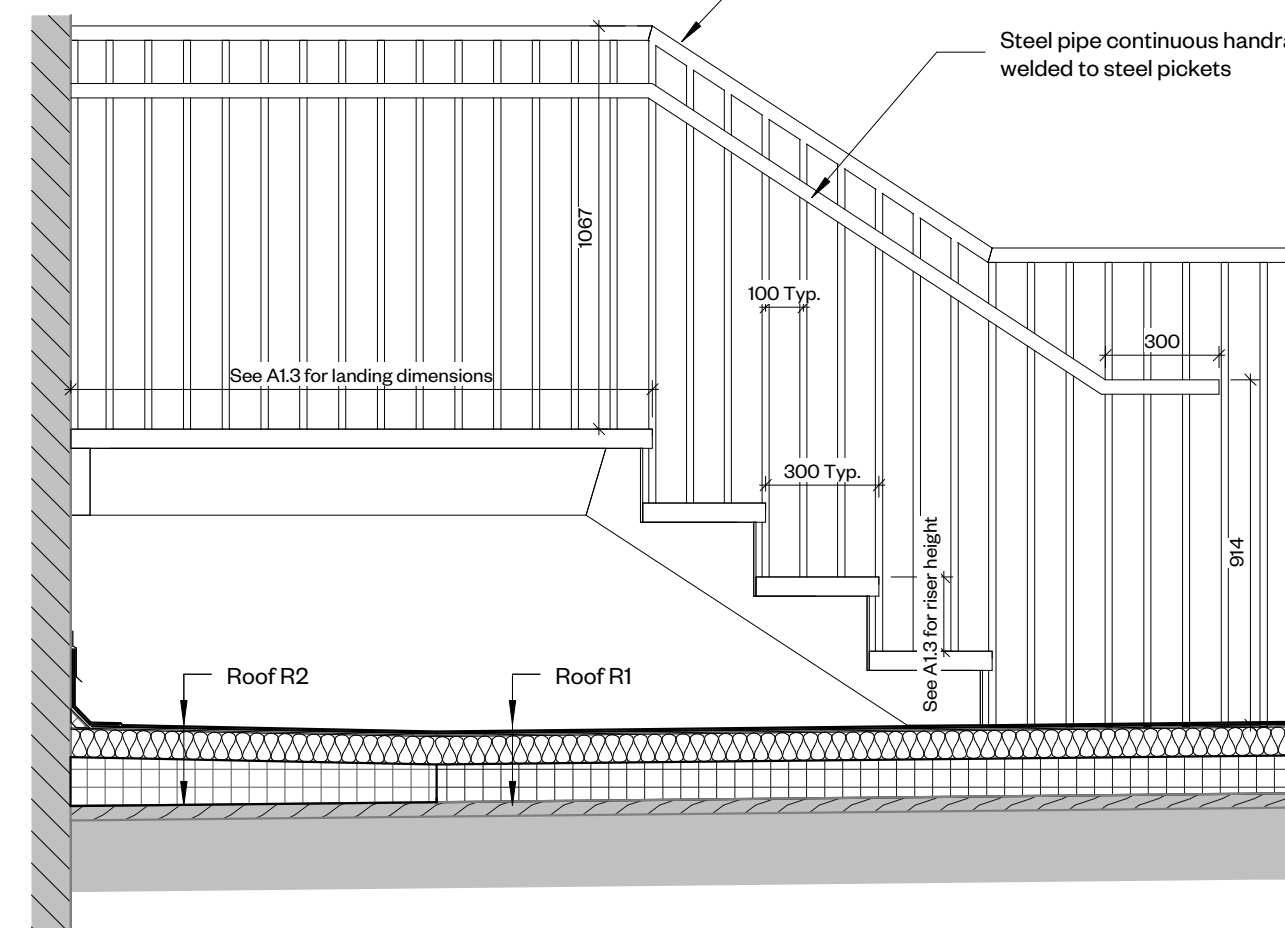 Steel pipe continuous
welded to steel pickets
1067
100 Typ.
300
See A1.3 for landing dimensions
300 Typ.
914
See A1.3 for riser height
Roof R2
Roof R1